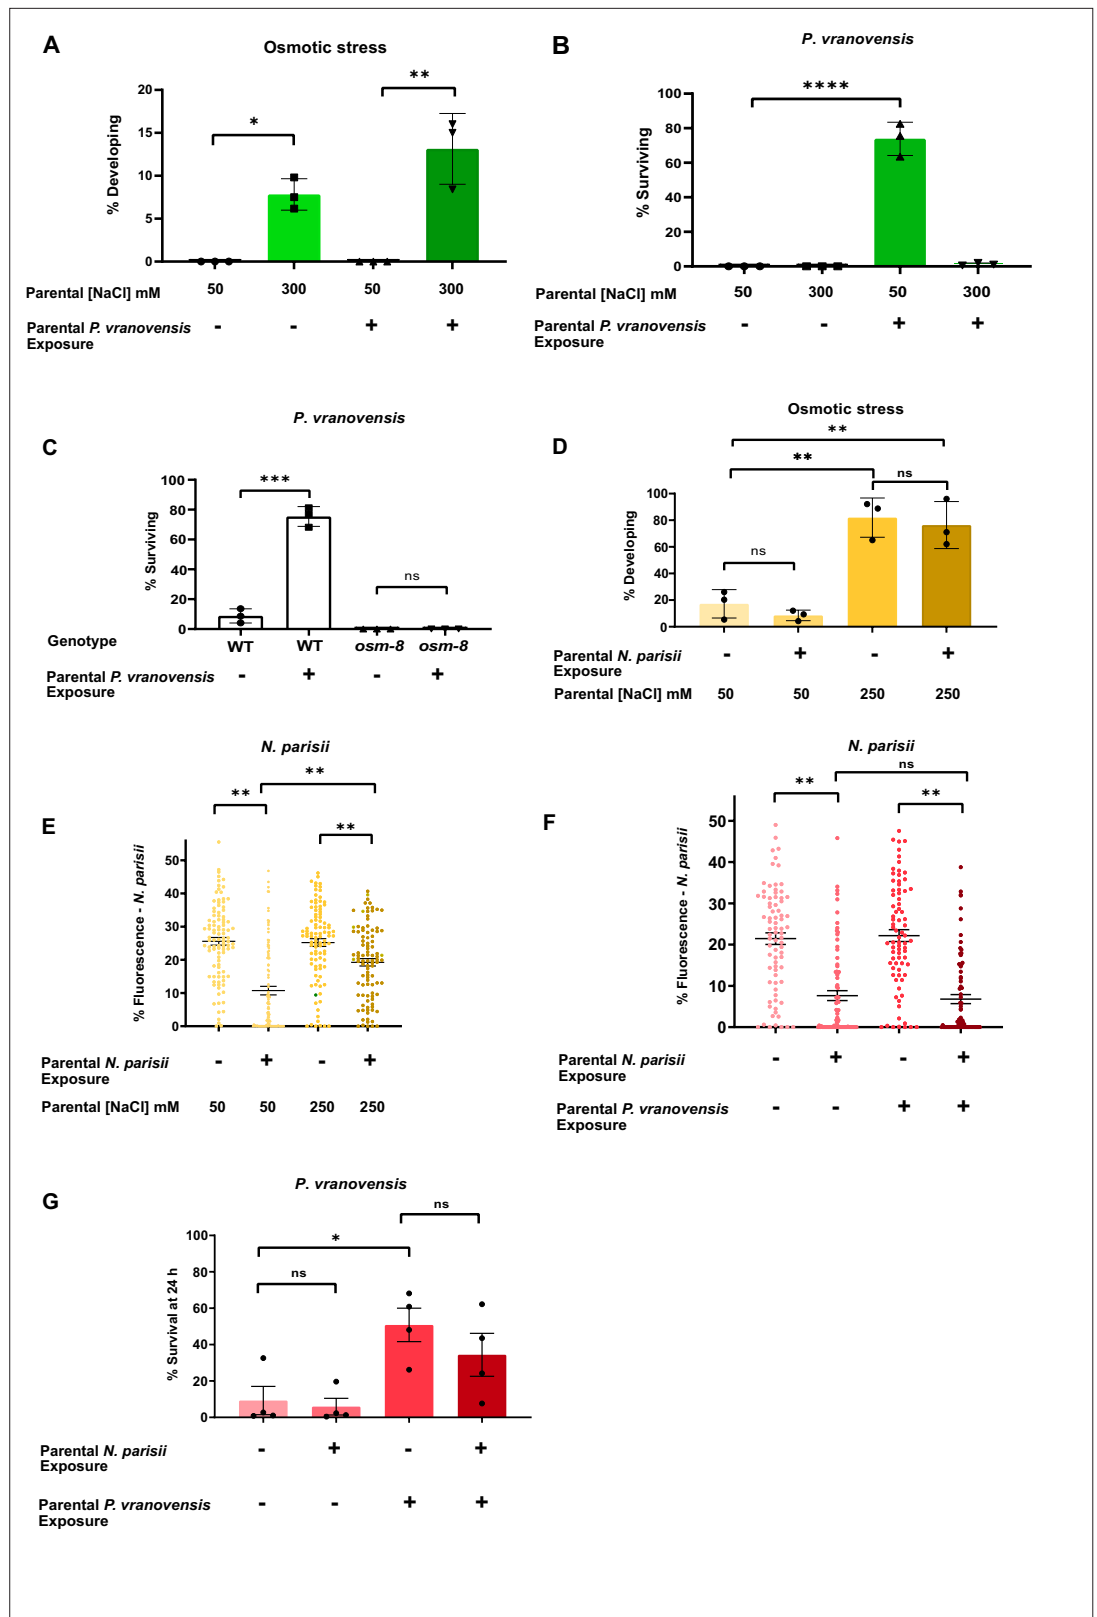 A
Osmotic stress
% Developing
20
15
10
5
0
*
**
Parental [NaCl] mM
50
300
50
300
Parental P. vranovensis
Exposure
-
-
+
+
B
P. vranovensis
% Surviving
100
80
60
40
20
0
****
Parental [NaCl] mM
50
300
50
300
Parental P. vranovensis
Exposure
-
-
+
+
C
P. vranovensis
% Surviving
100
80
60
40
20
0
***
ns
Genotype
WT
WT
osm-8
osm-8
Parental P. vranovensis
Exposure
-
+
-
+
D
Osmotic stress
% Developing
100
80
60
40
20
0
**
**
ns
ns
Parental N. parisii
Exposure
-
+
-
+
Parental [NaCl] mM
50
50
250
250
E
N. parisii
% Fluorescence - N. parisii
50
40
30
20
10
0
**
**
**
Parental N. parisii
Exposure
-
+
-
+
Parental [NaCl] mM
50
50
250
250
F
N. parisii
% Fluorescence - N. parisii
50
40
30
20
10
0
ns
**
**
Parental N. parisii
Exposure
-
+
-
+
Parental P. vranovensis
Exposure
-
-
+
+
G
P. vranovensis
% Survival at 24 h
100
80
60
40
20
0
ns
*
ns
Parental N. parisii
Exposure
-
+
-
+
Parental P. vranovensis
Exposure
-
-
+
+